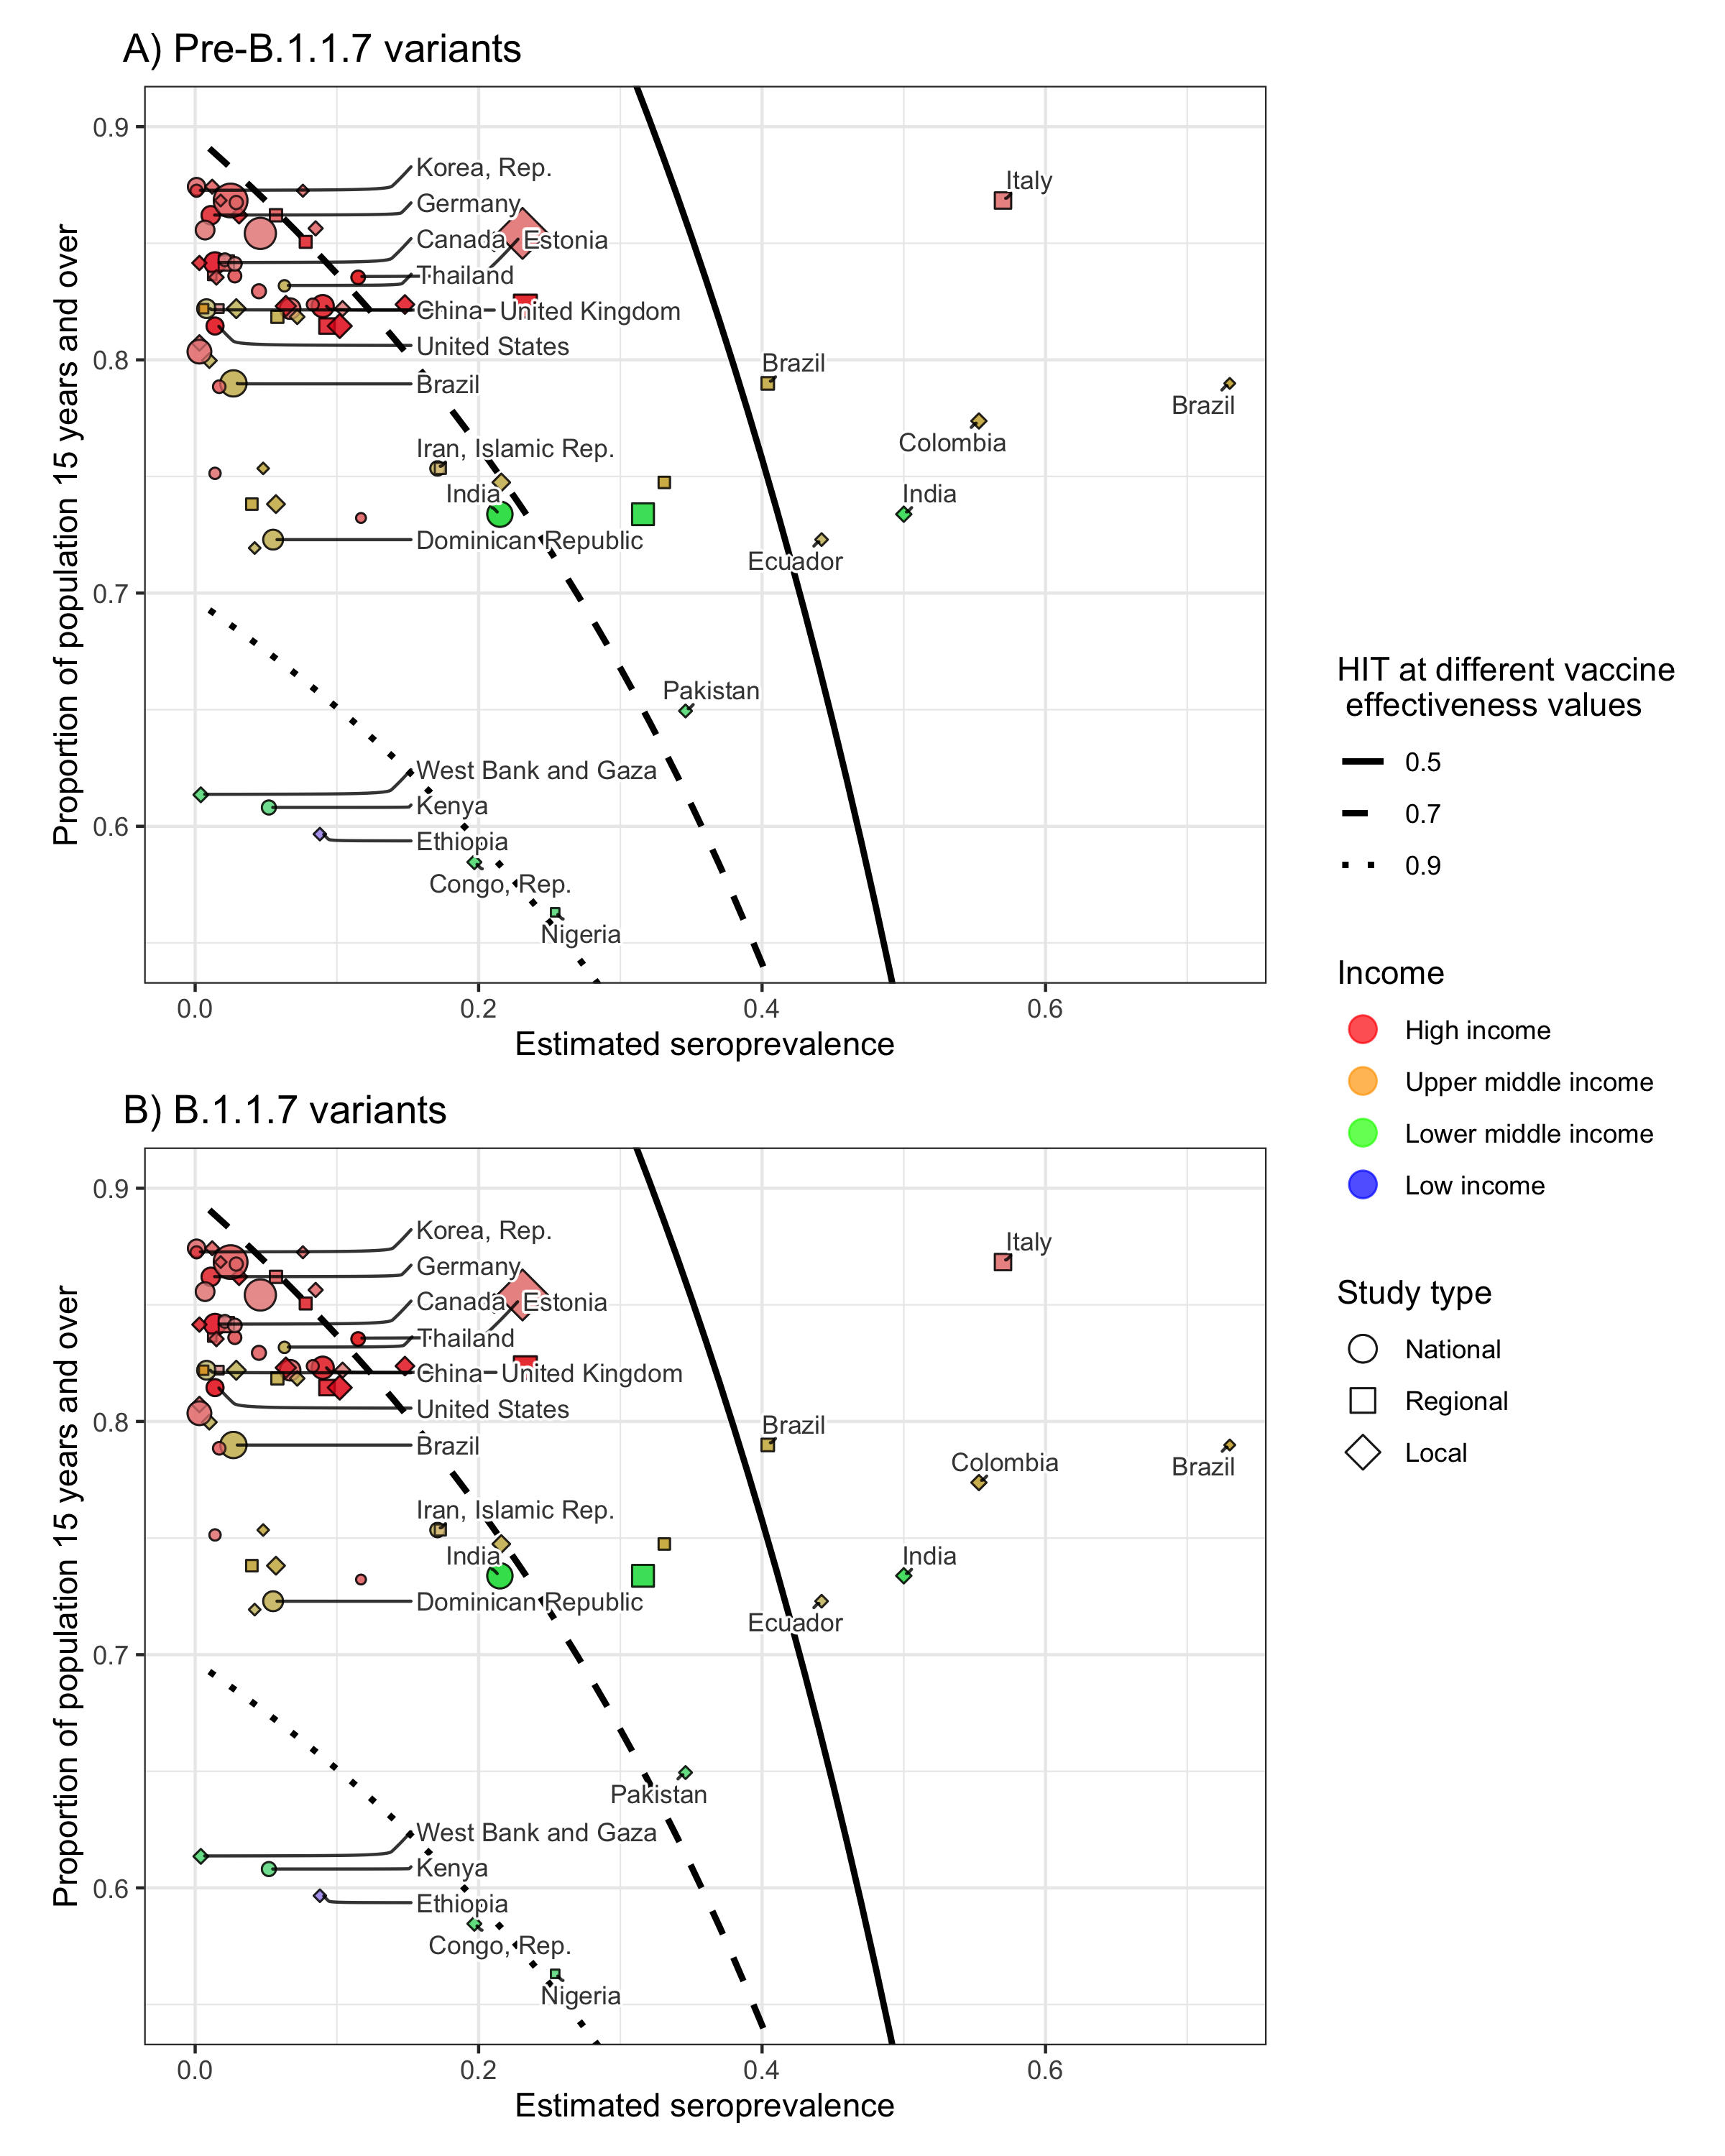 A) Pre-B.1.1.7 variants
Proportion of population 15 years and over
0.9
0.8
0.7
0.6
Korea, Rep.
Germany
Canada
Estonia
Thailand
China
United Kingdom
United States
Brazil
Iran, Islamic Rep.
India
Dominican Republic
Italy
Brazil
Brazil
Colombia
India
Ecuador
Pakistan
West Bank and Gaza
Kenya
Ethiopia
Congo, Rep.
Nigeria
0.0
0.2
0.4
0.6
Estimated seroprevalence
B) B.1.1.7 variants
Proportion of population 15 years and over
0.9
0.8
0.7
0.6
Korea, Rep.
Germany
Canada
Estonia
Thailand
China
United Kingdom
United States
Brazil
Iran, Islamic Rep.
India
Dominican Republic
Italy
Brazil
Colombia
Brazil
India
Ecuador
Pakistan
West Bank and Gaza
Kenya
Ethiopia
Congo, Rep.
Nigeria
0.0
0.2
0.4
0.6
Estimated seroprevalence
HIT at different vaccine
effectiveness values
0.5
0.7
0.9
Income
High income
Upper middle income
Lower middle income
Low income
Study type
National
Regional
Local